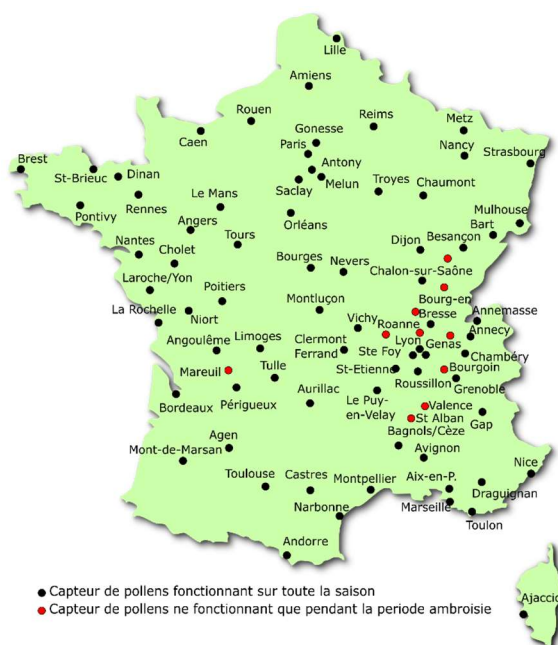 Lille
Amiens
Rouen
Reims
Metz
Caen
Gonesse
Paris
Nancy
Strasbourg
Brest
Dinan
Antony
St-Brieuc
Saclay
Melun
Troyes
Chaumont
Le Mans
Pontivy
Rennes
Mulhouse
Angers
Orléans
Bart
Nantes
Tours
Dijon
Besançon
Cholet
Bourges
Nevers
Chalon-sur-Saône
Laroche/Yon
Poitiers
Bourg-en
Bresse
Annemasse
La Rochelle
Niort
Montluçon
Vichy
Roanne
Annecy
Angoulême
Limoges
Clermont
Ferrand
Lyon
Genas
Ste Foy
Chambéry
Mareuil
Tulle
St-Etienne
Bourgoin
Roussillon
Grenoble
Bordeaux
Périgueux
Aurillac
Le Puy-
en-Velay
Valence
St Alban
Gap
Bagnols/Cèze
Agen
Avignon
Mont-de-Marsan
Nice
Toulouse
Castres
Montpellier
Aix-en-P.
Draguignan
Marseille
Narbonne
Toulon
Andorre
Ajaccio
Capteur de pollens fonctionnant sur toute la saison
Capteur de pollens ne fonctionnant que pendant la periode ambroisie